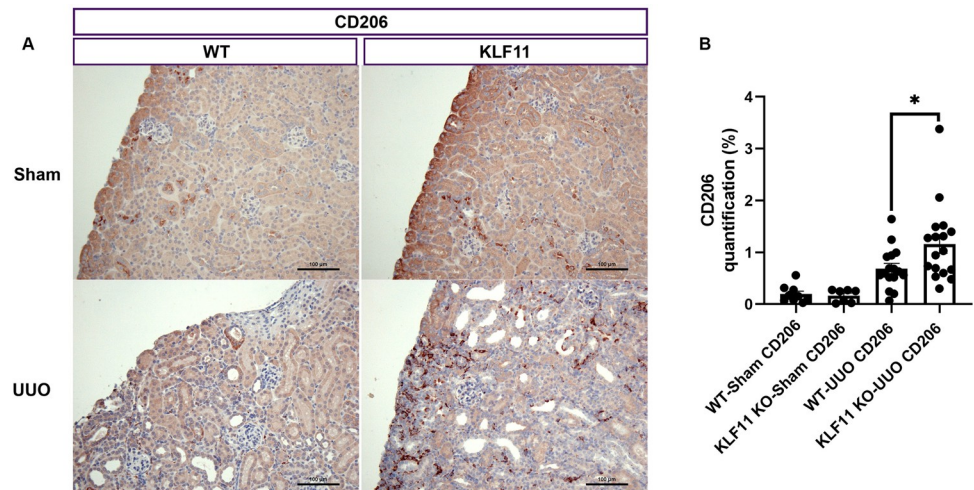 A
CD206
WT
KLF11
Sham
100 µm
100 µm
UUO
100 µm
100 µm
B
*
CD206
quantification (%)
4
3
2
1
0
WT-Sham CD206
KLF11 KO-Sham CD206
WT-UUO CD206
KLF11 KO-UUO CD206